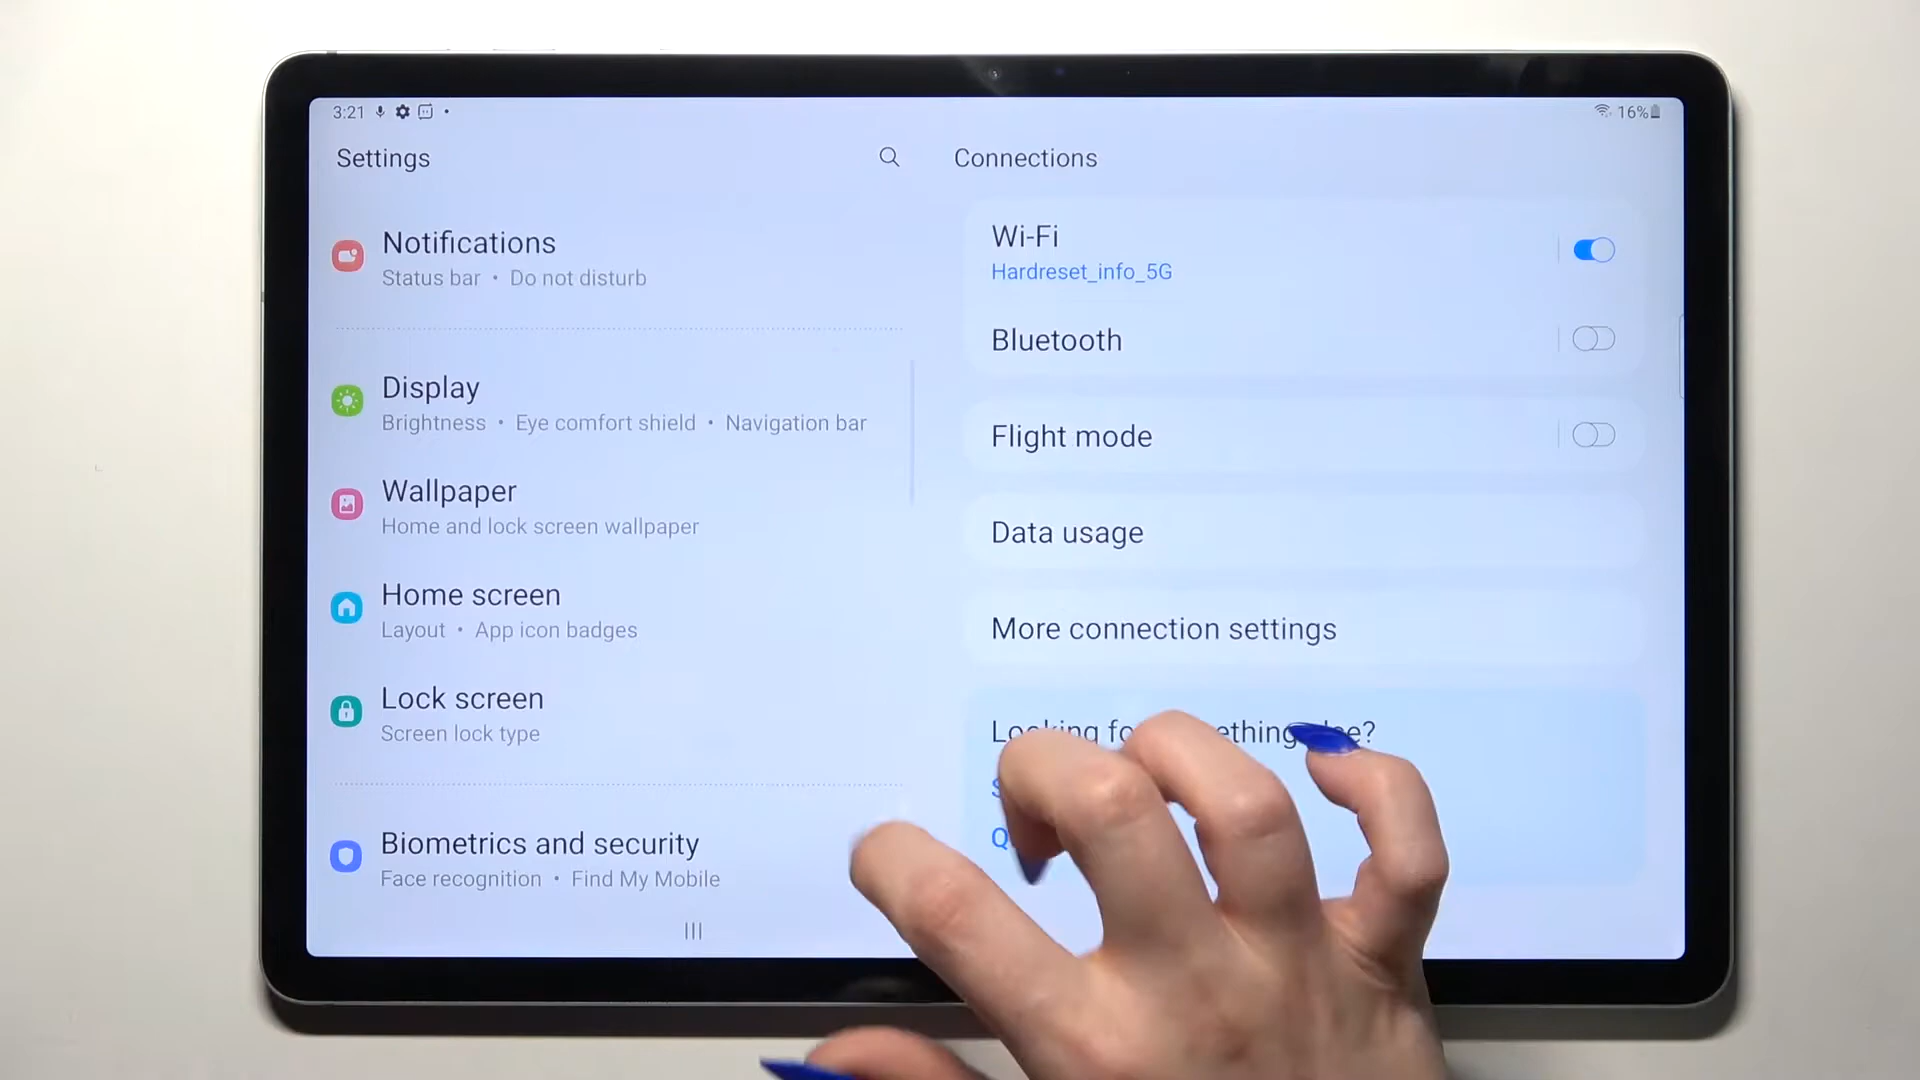 3:21
16%
Settings
Connections
Notifications
Status bar • Do not disturb
Display
Brightness • Eye comfort shield • Navigation bar
Wallpaper
Home and lock screen wallpaper
Home screen
Layout • App icon badges
Lock screen
Screen lock type
Biometrics and security
Face recognition • Find My Mobile
Wi-Fi
Hardreset_info_5G
Bluetooth
Flight mode
Data usage
More connection settings
Looking